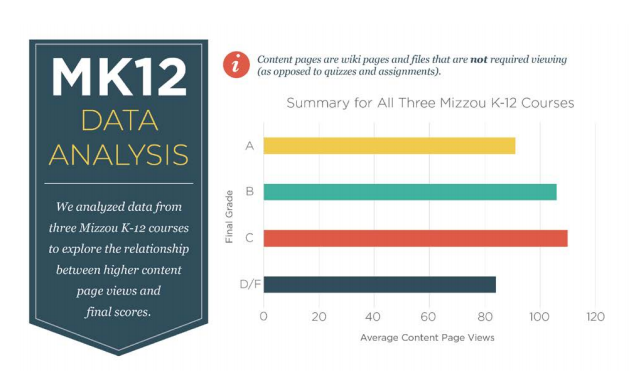 MK12
DATA
ANALYSIS
We analyzed data from
three Mizzou K-12 courses
to explore the relationship
between higher content
page views and
final scores.
i
Content pages are wiki pages and files that are not required viewing
(as opposed to quizzes and assignments).
Summary for All Three Mizzou K-12 Courses
Final Grade
A
B
C
D/F
0 20 40 60 80 100 120
Average Content Page Views